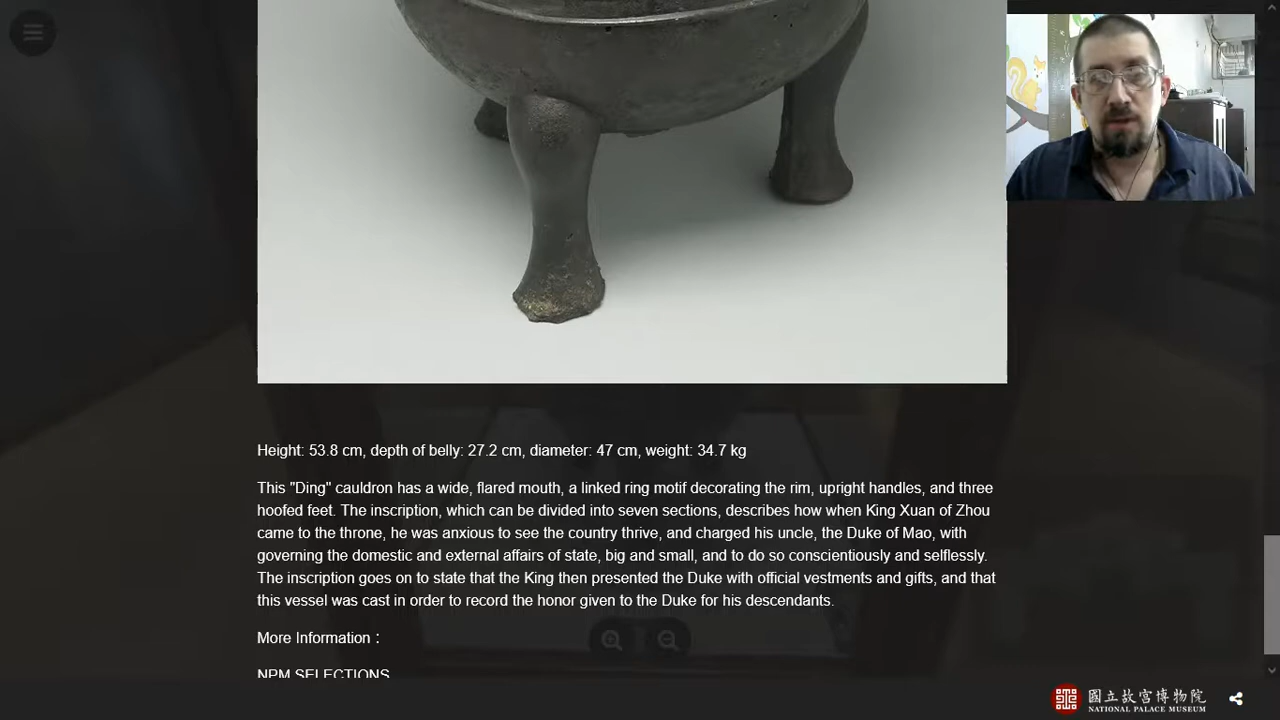 Height: 53.8 cm, depth of belly: 27.2 cm, diameter: 47 cm, weight: 34.7 kg
This "Ding" cauldron has a wide, flared mouth, a linked ring motif decorating the rim, upright handles, and three
hoofed feet. The inscription, which can be divided into seven sections, describes how when King Xuan of Zhou
came to the throne, he was anxious to see the country thrive, and charged his uncle, the Duke of Mao, with
governing the domestic and external affairs of state, big and small, and to do so conscientiously and selflessly.
The inscription goes on to state that the King then presented the Duke with official vestments and gifts, and that
this vessel was cast in order to record the honor given to the Duke for his descendants.
More Information：
NPM SELECTIONS
國立故宮博物院
NATIONAL PALACE MUSEUM